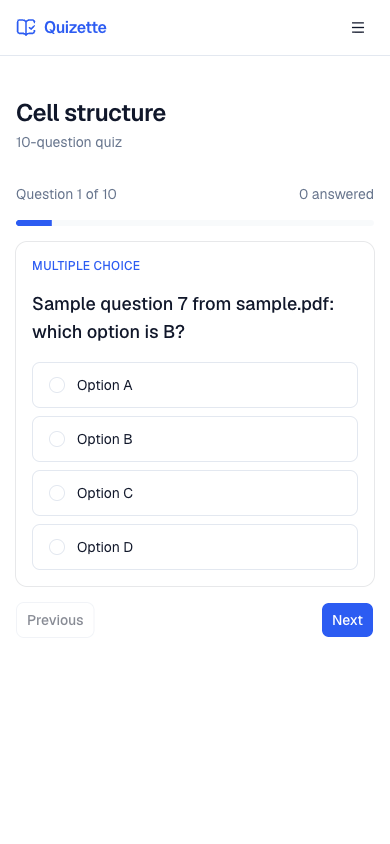 Quizette
Cell structure
10-question quiz
Question 1 of 10
0 answered
MULTIPLE CHOICE
Sample question 7 from sample.pdf:
which option is B?
Option A
Option B
Option C
Option D
Previous
Next